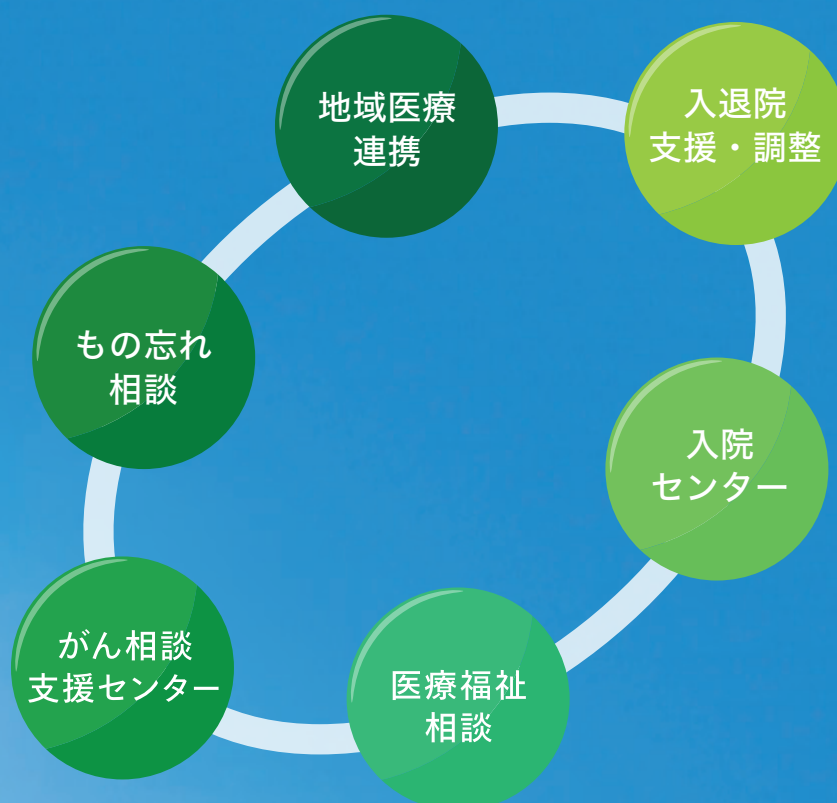 地域医療
連携
入退院
支援・調整
もの忘れ
相談
入院
センター
がん相談
支援センター
医療福祉
相談